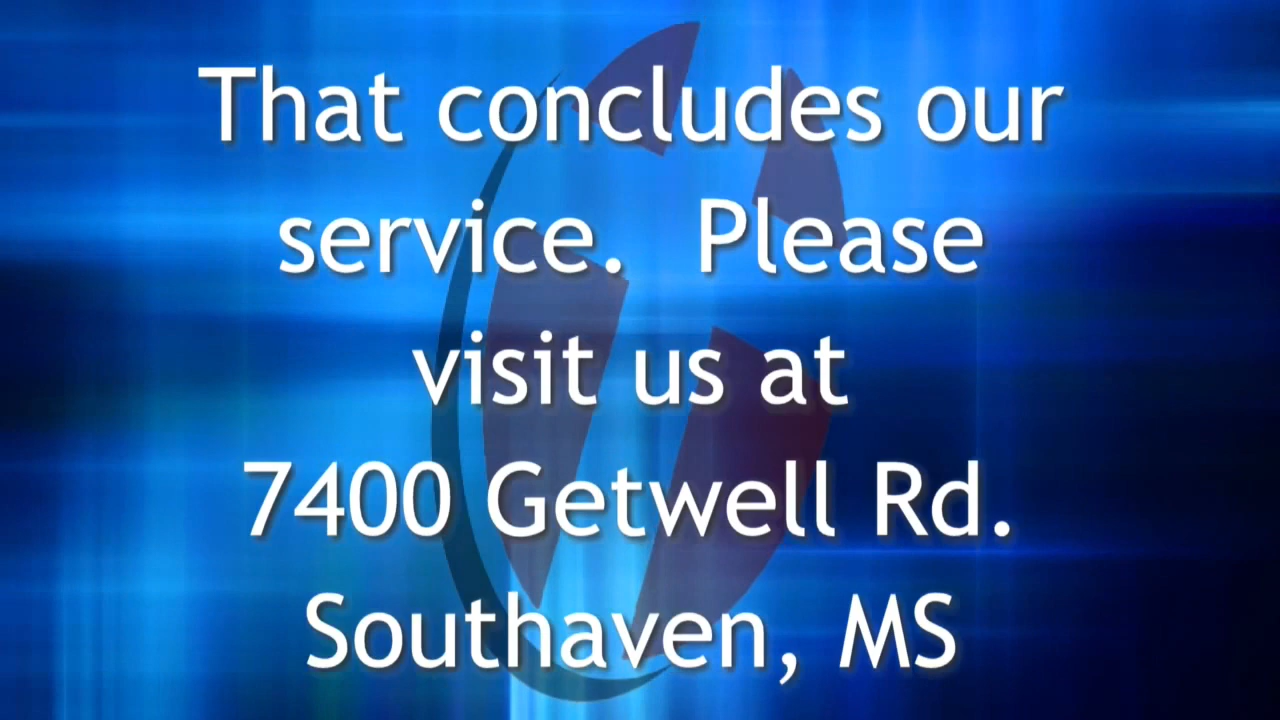 That concludes our
service.  Please
visit us at
7400 Getwell Rd.
Southaven, MS